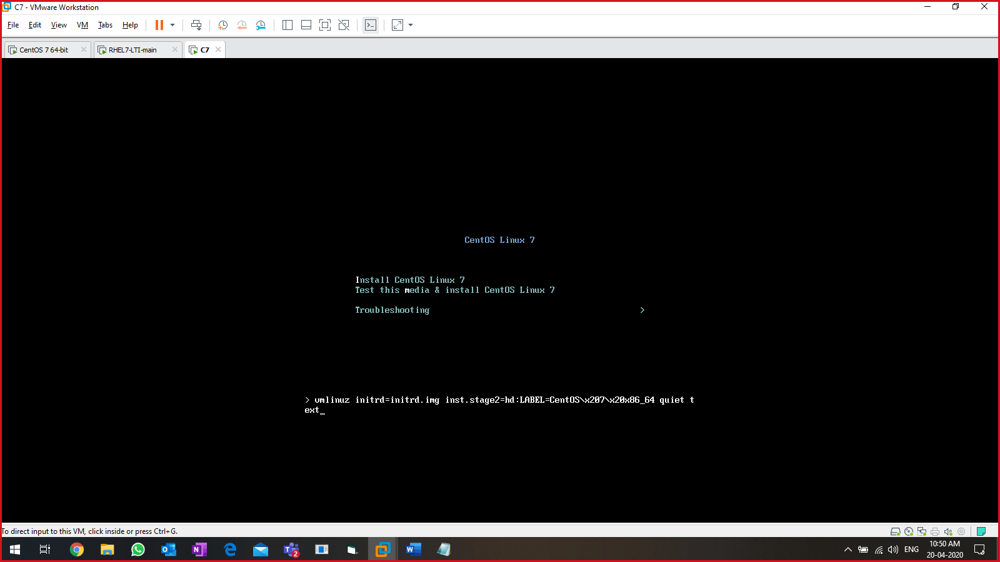 C7 - VMware Workstation
File Edit View VM Tabs Help
CentOS 7 64-bit RHEL7-LTI-main C7
CentOS Linux 7
Install CentOS Linux 7
Test this media & install CentOS Linux 7
Troubleshooting >
> vmlinuz initrd=initrd.img inst.stage2=hd:LABEL=CentOS\x207\x20x86_64 quiet t
ext_
To direct input to this VM, click inside or press Ctrl+G.
2
ENG
10:50 AM
20-04-2020